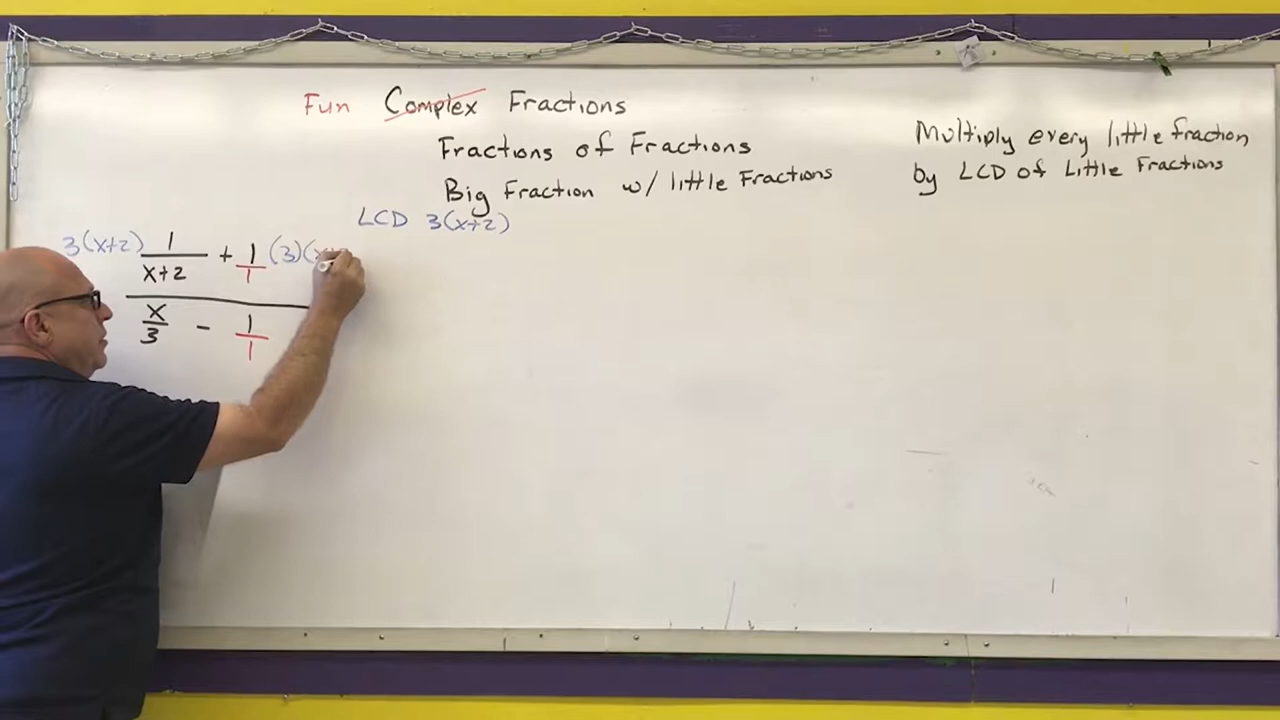 Fun Complex Fractions
Fractions of Fractions
Big Fraction w/ little Fractions
Multiply every little fraction
by LCD of Little Fractions
LCD 3(x+2)
3(x+2) 1 + 1 (3)(x+
x+2 1
x - 1
3 1